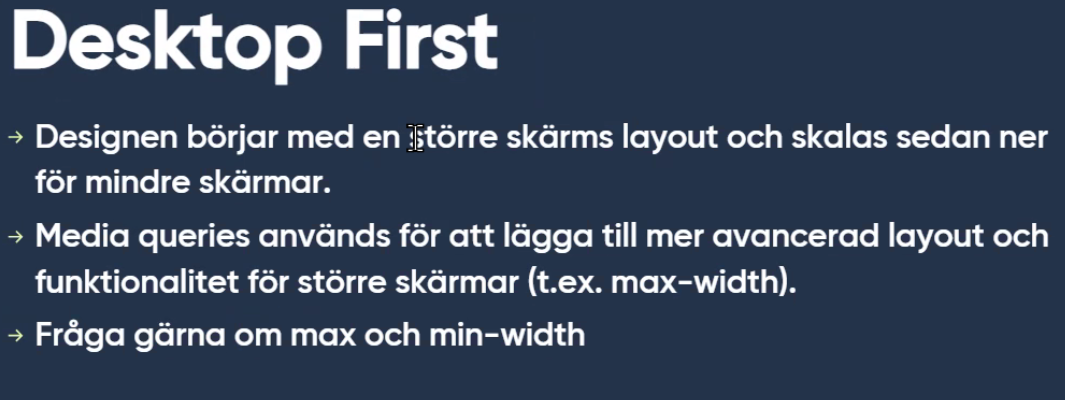 Desktop First
→ Designen börjar med en större skärms layout och skalas sedan ner
för mindre skärmar.
→ Media queries används för att lägga till mer avancerad layout och
funktionalitet för större skärmar (t.ex. max-width).
→ Fråga gärna om max och min-width